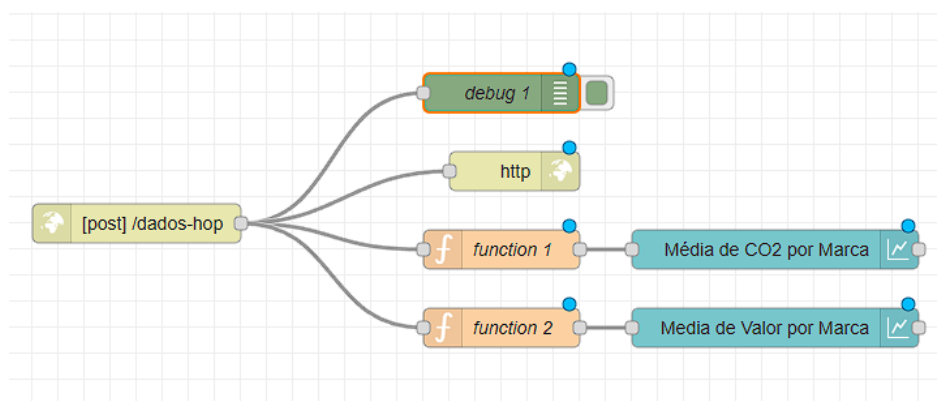 debug 1
http
[post] /dados-hop
function 1
Média de CO2 por Marca
function 2
Media de Valor por Marca